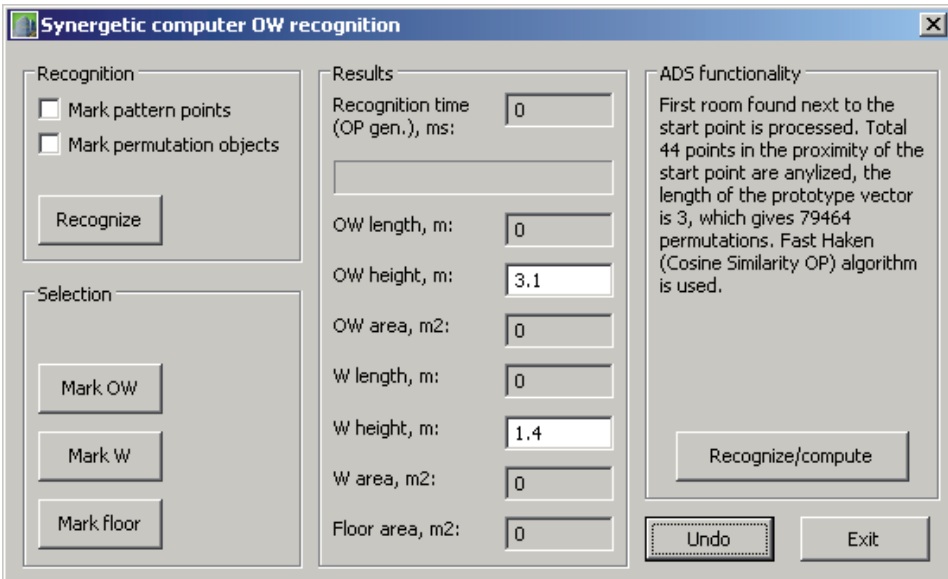 Synergetic computer OW recognition
Recognition
Mark pattern points
Mark permutation objects
Recognize
Selection
Mark OW
Mark W
Mark floor
Results
Recognition time
(OP gen.), ms:
0
OW length, m:
0
OW height, m:
3.1
OW area, m2:
0
W length, m:
0
W height, m:
1.4
W area, m2:
0
Floor area, m2:
0
ADS functionality
First room found next to the
start point is processed. Total
44 points in the proximity of the
start point are anylized, the
length of the prototype vector
is 3, which gives 79464
permutations. Fast Haken
(Cosine Similarity OP) algorithm
is used.
Recognize/compute
Undo
Exit